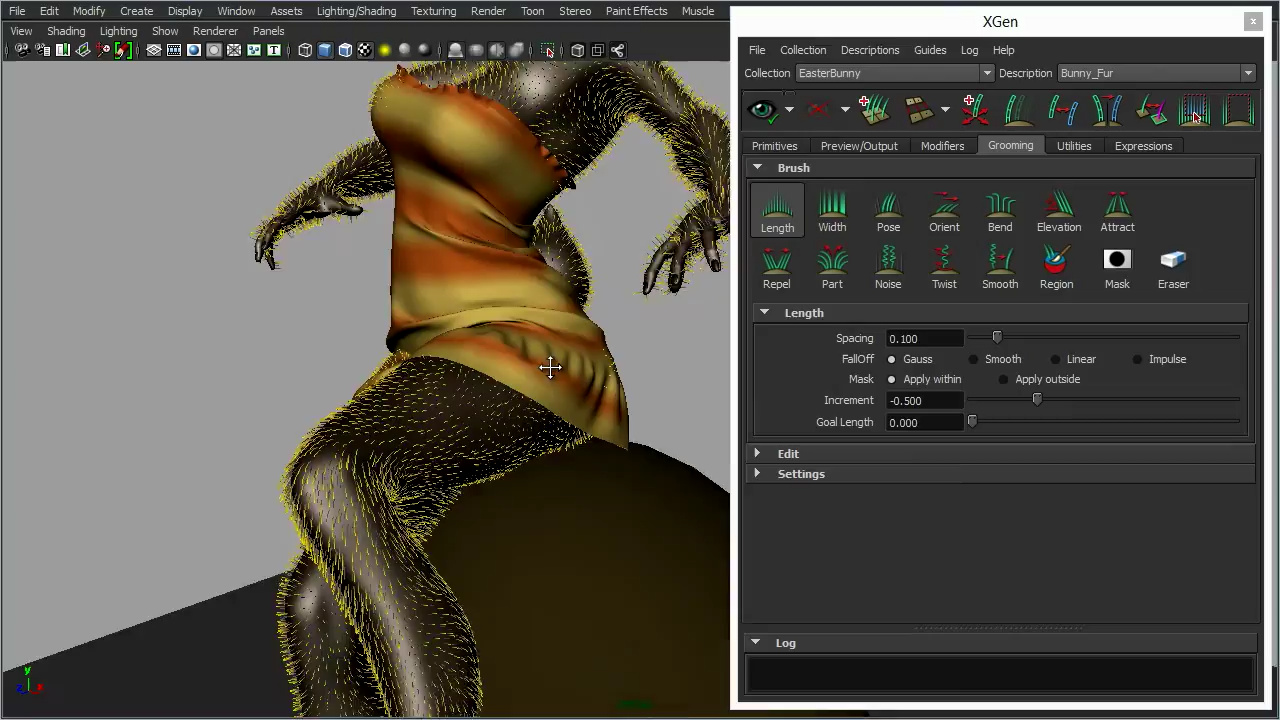 File Edit Modify Create Display Window Assets Lighting/Shading Texturing Render Toon Stereo Paint Effects Muscle
View Shading Lighting Show Renderer Panels
XGen
File Collection Descriptions Guides Log Help
Collection EasterBunny Description Bunny_Fur
Primitives Preview/Output Modifiers Grooming Utilities Expressions
Brush
Length Width Pose Orient Bend Elevation Attract
Repel Part Noise Twist Smooth Region Mask Eraser
Length
Spacing 0.100
FallOff Gauss Smooth Linear Impulse
Mask Apply within Apply outside
Increment -0.500
Goal Length 0.000
Edit
Settings
Log
y
z x